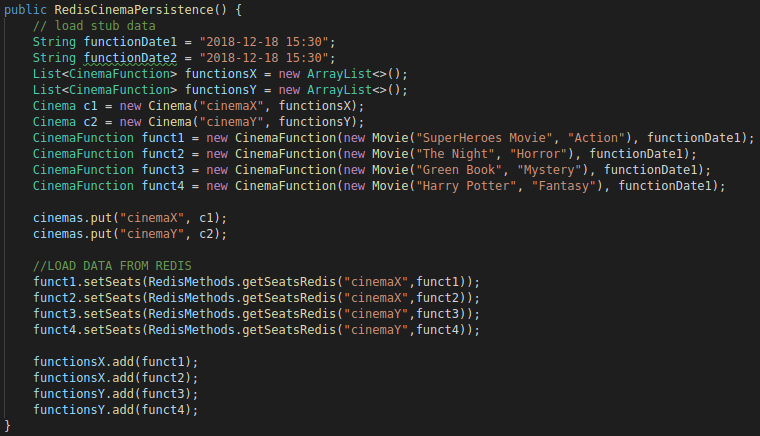 public RedisCinemaPersistence() {
    // load stub data
    String functionDate1 = "2018-12-18 15:30";
    String functionDate2 = "2018-12-18 15:30";
    List<CinemaFunction> functionsX = new ArrayList<>();
    List<CinemaFunction> functionsY = new ArrayList<>();
    Cinema c1 = new Cinema("cinemaX", functionsX);
    Cinema c2 = new Cinema("cinemaY", functionsY);
    CinemaFunction funct1 = new CinemaFunction(new Movie("SuperHeroes Movie", "Action"), functionDate1);
    CinemaFunction funct2 = new CinemaFunction(new Movie("The Night", "Horror"), functionDate1);
    CinemaFunction funct3 = new CinemaFunction(new Movie("Green Book", "Mystery"), functionDate1);
    CinemaFunction funct4 = new CinemaFunction(new Movie("Harry Potter", "Fantasy"), functionDate1);

    cinemas.put("cinemaX", c1);
    cinemas.put("cinemaY", c2);

    //LOAD DATA FROM REDIS
    funct1.setSeats(RedisMethods.getSeatsRedis("cinemaX",funct1));
    funct2.setSeats(RedisMethods.getSeatsRedis("cinemaX",funct2));
    funct3.setSeats(RedisMethods.getSeatsRedis("cinemaY",funct3));
    funct4.setSeats(RedisMethods.getSeatsRedis("cinemaY",funct4));

    functionsX.add(funct1);
    functionsX.add(funct2);
    functionsY.add(funct3);
    functionsY.add(funct4);
}